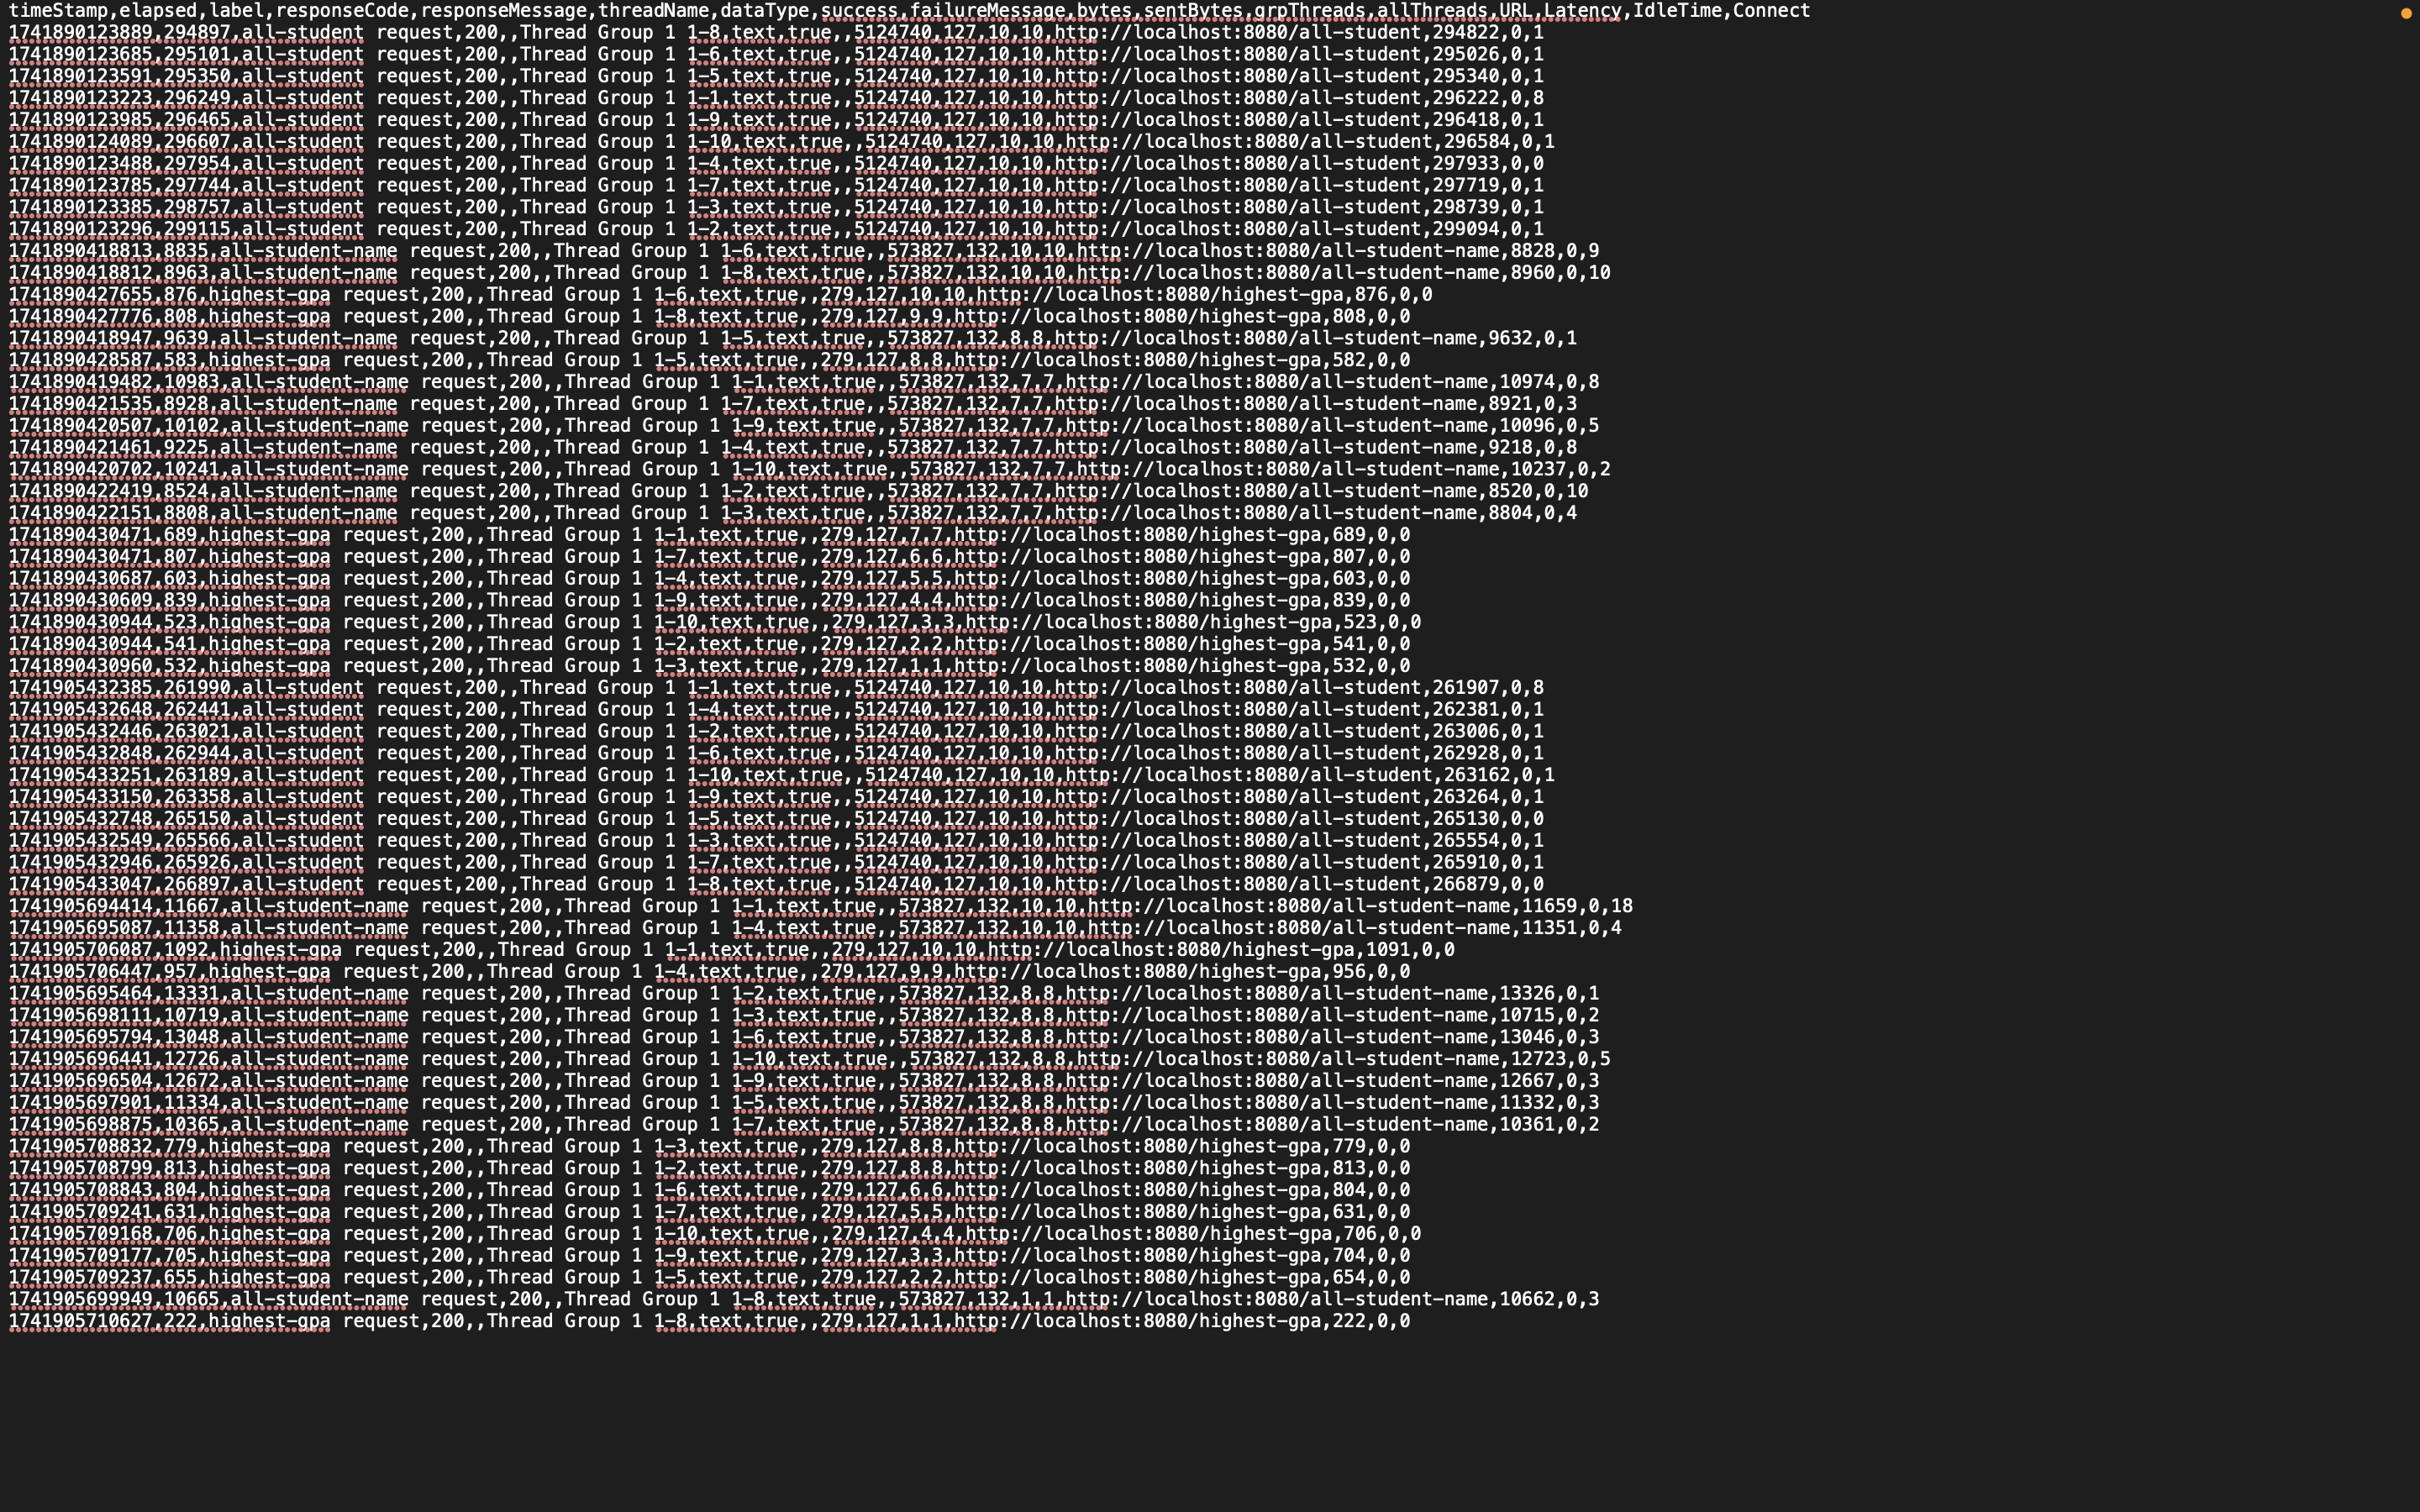 timeStamp,elapsed,label,responseCode,responseMessage,threadName,dataType,success,failureMessage,bytes,sentBytes,grpThreads,allThreads,URL,Latency,IdleTime,Connect
1741890123889,294897,all-student request,200,,Thread Group 1 1-8,text,true,,5124740,127,10,10,http://localhost:8080/all-student,294822,0,1
1741890123685,295101,all-student request,200,,Thread Group 1 1-6,text,true,,5124740,127,10,10,http://localhost:8080/all-student,295026,0,1
1741890123591,295350,all-student request,200,,Thread Group 1 1-5,text,true,,5124740,127,10,10,http://localhost:8080/all-student,295340,0,1
1741890123223,296249,all-student request,200,,Thread Group 1 1-1,text,true,,5124740,127,10,10,http://localhost:8080/all-student,296222,0,8
1741890123985,296465,all-student request,200,,Thread Group 1 1-9,text,true,,5124740,127,10,10,http://localhost:8080/all-student,296418,0,1
1741890124089,296607,all-student request,200,,Thread Group 1 1-10,text,true,,5124740,127,10,10,http://localhost:8080/all-student,296584,0,1
1741890123488,297954,all-student request,200,,Thread Group 1 1-4,text,true,,5124740,127,10,10,http://localhost:8080/all-student,297933,0,0
1741890123785,297744,all-student request,200,,Thread Group 1 1-7,text,true,,5124740,127,10,10,http://localhost:8080/all-student,297719,0,1
1741890123385,298757,all-student request,200,,Thread Group 1 1-3,text,true,,5124740,127,10,10,http://localhost:8080/all-student,298739,0,1
1741890123296,299115,all-student request,200,,Thread Group 1 1-2,text,true,,5124740,127,10,10,http://localhost:8080/all-student,299094,0,1
1741890418813,8835,all-student-name request,200,,Thread Group 1 1-6,text,true,,573827,132,10,10,http://localhost:8080/all-student-name,8828,0,9
1741890418812,8963,all-student-name request,200,,Thread Group 1 1-8,text,true,,573827,132,10,10,http://localhost:8080/all-student-name,8960,0,10
1741890427655,876,highest-gpa request,200,,Thread Group 1 1-6,text,true,,279,127,10,10,http://localhost:8080/highest-gpa,876,0,0
1741890427776,808,highest-gpa request,200,,Thread Group 1 1-8,text,true,,279,127,9,9,http://localhost:8080/highest-gpa,808,0,0
1741890418947,9639,all-student-name request,200,,Thread Group 1 1-5,text,true,,573827,132,8,8,http://localhost:8080/all-student-name,9632,0,1
1741890428587,583,highest-gpa request,200,,Thread Group 1 1-5,text,true,,279,127,8,8,http://localhost:8080/highest-gpa,582,0,0
1741890419482,10983,all-student-name request,200,,Thread Group 1 1-1,text,true,,573827,132,7,7,http://localhost:8080/all-student-name,10974,0,8
1741890421535,8928,all-student-name request,200,,Thread Group 1 1-7,text,true,,573827,132,7,7,http://localhost:8080/all-student-name,8921,0,3
1741890420507,10102,all-student-name request,200,,Thread Group 1 1-9,text,true,,573827,132,7,7,http://localhost:8080/all-student-name,10096,0,5
1741890421461,9225,all-student-name request,200,,Thread Group 1 1-4,text,true,,573827,132,7,7,http://localhost:8080/all-student-name,9218,0,8
1741890420702,10241,all-student-name request,200,,Thread Group 1 1-10,text,true,,573827,132,7,7,http://localhost:8080/all-student-name,10237,0,2
1741890422419,8524,all-student-name request,200,,Thread Group 1 1-2,text,true,,573827,132,7,7,http://localhost:8080/all-student-name,8520,0,10
1741890422151,8808,all-student-name request,200,,Thread Group 1 1-3,text,true,,573827,132,7,7,http://localhost:8080/all-student-name,8804,0,4
1741890430471,689,highest-gpa request,200,,Thread Group 1 1-1,text,true,,279,127,7,7,http://localhost:8080/highest-gpa,689,0,0
1741890430471,807,highest-gpa request,200,,Thread Group 1 1-7,text,true,,279,127,6,6,http://localhost:8080/highest-gpa,807,0,0
1741890430687,603,highest-gpa request,200,,Thread Group 1 1-4,text,true,,279,127,5,5,http://localhost:8080/highest-gpa,603,0,0
1741890430609,839,highest-gpa request,200,,Thread Group 1 1-9,text,true,,279,127,4,4,http://localhost:8080/highest-gpa,839,0,0
1741890430944,523,highest-gpa request,200,,Thread Group 1 1-10,text,true,,279,127,3,3,http://localhost:8080/highest-gpa,523,0,0
1741890430944,541,highest-gpa request,200,,Thread Group 1 1-2,text,true,,279,127,2,2,http://localhost:8080/highest-gpa,541,0,0
1741890430960,532,highest-gpa request,200,,Thread Group 1 1-3,text,true,,279,127,1,1,http://localhost:8080/highest-gpa,532,0,0
1741905432385,261990,all-student request,200,,Thread Group 1 1-1,text,true,,5124740,127,10,10,http://localhost:8080/all-student,261907,0,8
1741905432648,262441,all-student request,200,,Thread Group 1 1-4,text,true,,5124740,127,10,10,http://localhost:8080/all-student,262381,0,1
1741905432446,263021,all-student request,200,,Thread Group 1 1-2,text,true,,5124740,127,10,10,http://localhost:8080/all-student,263006,0,1
1741905432848,262944,all-student request,200,,Thread Group 1 1-6,text,true,,5124740,127,10,10,http://localhost:8080/all-student,262928,0,1
1741905433251,263189,all-student request,200,,Thread Group 1 1-10,text,true,,5124740,127,10,10,http://localhost:8080/all-student,263162,0,1
1741905433150,263358,all-student request,200,,Thread Group 1 1-9,text,true,,5124740,127,10,10,http://localhost:8080/all-student,263264,0,1
1741905432748,265150,all-student request,200,,Thread Group 1 1-5,text,true,,5124740,127,10,10,http://localhost:8080/all-student,265130,0,0
1741905432549,265566,all-student request,200,,Thread Group 1 1-3,text,true,,5124740,127,10,10,http://localhost:8080/all-student,265554,0,1
1741905432946,265926,all-student request,200,,Thread Group 1 1-7,text,true,,5124740,127,10,10,http://localhost:8080/all-student,265910,0,1
1741905433047,266897,all-student request,200,,Thread Group 1 1-8,text,true,,5124740,127,10,10,http://localhost:8080/all-student,266879,0,0
1741905694414,11667,all-student-name request,200,,Thread Group 1 1-1,text,true,,573827,132,10,10,http://localhost:8080/all-student-name,11659,0,18
1741905695087,11358,all-student-name request,200,,Thread Group 1 1-4,text,true,,573827,132,10,10,http://localhost:8080/all-student-name,11351,0,4
1741905706087,1092,highest-gpa request,200,,Thread Group 1 1-1,text,true,,279,127,10,10,http://localhost:8080/highest-gpa,1091,0,0
1741905706447,957,highest-gpa request,200,,Thread Group 1 1-4,text,true,,279,127,9,9,http://localhost:8080/highest-gpa,956,0,0
1741905695464,13331,all-student-name request,200,,Thread Group 1 1-2,text,true,,573827,132,8,8,http://localhost:8080/all-student-name,13326,0,1
1741905698111,10719,all-student-name request,200,,Thread Group 1 1-3,text,true,,573827,132,8,8,http://localhost:8080/all-student-name,10715,0,2
1741905695794,13048,all-student-name request,200,,Thread Group 1 1-6,text,true,,573827,132,8,8,http://localhost:8080/all-student-name,13046,0,3
1741905696441,12726,all-student-name request,200,,Thread Group 1 1-10,text,true,,573827,132,8,8,http://localhost:8080/all-student-name,12723,0,5
1741905696504,12672,all-student-name request,200,,Thread Group 1 1-9,text,true,,573827,132,8,8,http://localhost:8080/all-student-name,12667,0,3
1741905697901,11334,all-student-name request,200,,Thread Group 1 1-5,text,true,,573827,132,8,8,http://localhost:8080/all-student-name,11332,0,3
1741905698875,10365,all-student-name request,200,,Thread Group 1 1-7,text,true,,573827,132,8,8,http://localhost:8080/all-student-name,10361,0,2
1741905708832,779,highest-gpa request,200,,Thread Group 1 1-3,text,true,,279,127,8,8,http://localhost:8080/highest-gpa,779,0,0
1741905708799,813,highest-gpa request,200,,Thread Group 1 1-2,text,true,,279,127,8,8,http://localhost:8080/highest-gpa,813,0,0
1741905708843,804,highest-gpa request,200,,Thread Group 1 1-6,text,true,,279,127,6,6,http://localhost:8080/highest-gpa,804,0,0
1741905709241,631,highest-gpa request,200,,Thread Group 1 1-7,text,true,,279,127,5,5,http://localhost:8080/highest-gpa,631,0,0
1741905709168,706,highest-gpa request,200,,Thread Group 1 1-10,text,true,,279,127,4,4,http://localhost:8080/highest-gpa,706,0,0
1741905709177,705,highest-gpa request,200,,Thread Group 1 1-9,text,true,,279,127,3,3,http://localhost:8080/highest-gpa,704,0,0
1741905709237,655,highest-gpa request,200,,Thread Group 1 1-5,text,true,,279,127,2,2,http://localhost:8080/highest-gpa,654,0,0
1741905699949,10665,all-student-name request,200,,Thread Group 1 1-8,text,true,,573827,132,1,1,http://localhost:8080/all-student-name,10662,0,3
1741905710627,222,highest-gpa request,200,,Thread Group 1 1-8,text,true,,279,127,1,1,http://localhost:8080/highest-gpa,222,0,0